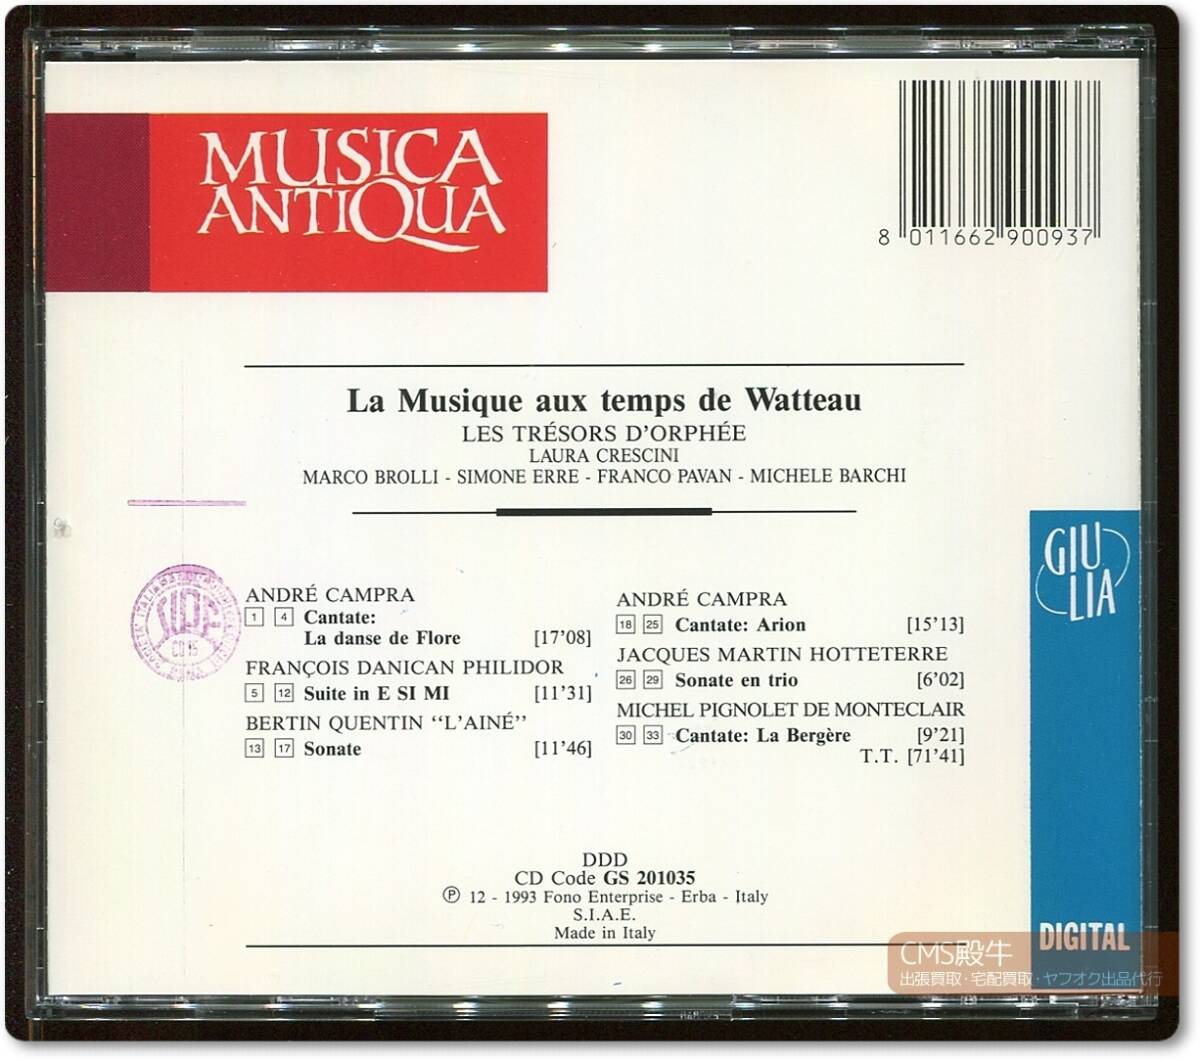 MUSICA
ANTIQUA
8 011662 900937
La Musique aux temps de Watteau
LES TRÉSORS D'ORPHÉE
LAURA CRESCINI
MARCO BROLLI - SIMONE ERRE - FRANCO PAVAN - MICHELE BARCHI
ANDRÉ CAMPRA
1 4 Cantate:
La danse de Flore [17'08]
FRANÇOIS DANICAN PHILIDOR
5 12 Suite in E SI MI [11'31]
BERTIN QUENTIN “L'AINÉ”
13 17 Sonate [11'46]
ANDRÉ CAMPRA
18 25 Cantate: Arion [15'13]
JACQUES MARTIN HOTTETERRE
26 29 Sonate en trio [6'02]
MICHEL PIGNOLET DE MONTECLAIR
30 33 Cantate: La Bergère [9'21]
T.T. [71'41]
GIU
LIA
DIGITAL
DDD
CD Code GS 201035
Ⓟ 12 - 1993 Fono Enterprise - Erba - Italy
S.I.A.E.
Made in Italy
CMS殿牛
出張買取・宅配買取・ヤフオク出品代行